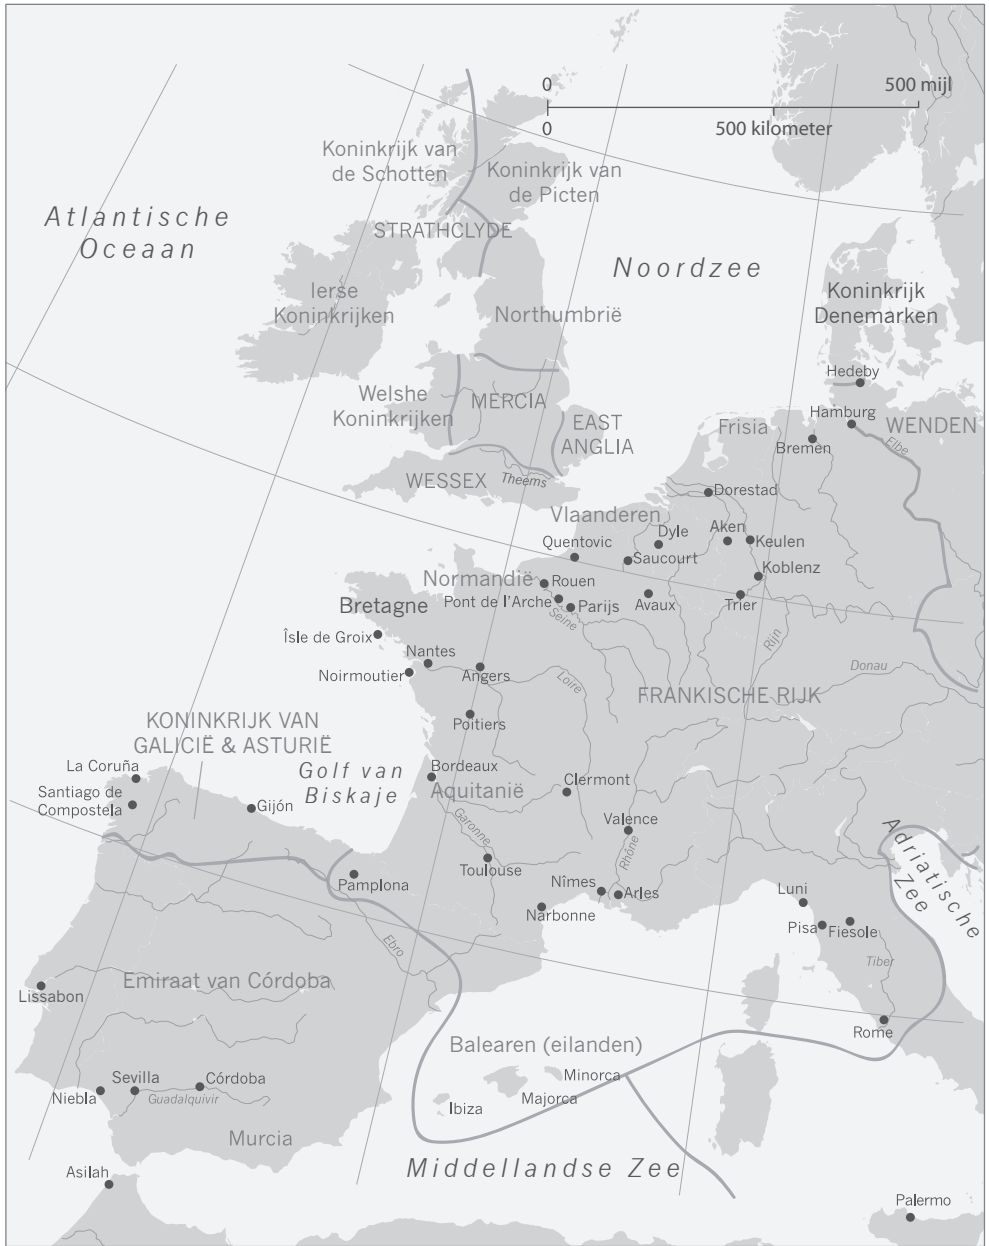 0
500 mijl
0
500 kilometer
Koninkrijk van
de Schotten
Koninkrijk van
de Picten
Atlantische
Oceaan
STRATHCLYDE
Noordzee
Ierse
Koninkrijken
Northumbrië
Koninkrijk
Denemarken
Hedeby
Welshe
Koninkrijken
MERCIA
EAST
ANGLIA
Frisia
Hamburg
WENDEN
Bremen
Elbe
WESSEX
Theems
Dorestad
Vlaanderen
Dyle
Aken
Keulen
Quentovic
Saucourt
Koblenz
Normandië
Rouen
Pont de l'Arche
Parijs
Avaux
Trier
Seine
Bretagne
Îsle de Groix
Rijn
Nantes
Noirmoutier
Angers
Loire
Donau
FRANKISCHE RIJK
Poitiers
KONINKRIJK VAN
GALICIË & ASTURIË
La Coruña
Golf van
Biskaje
Bordeaux
Aquitanië
Clermont
Santiago de
Compostela
Gijón
Garonne
Valence
Rhône
Adriatische
Zee
Toulouse
Pamplona
Nîmes
Arles
Narbonne
Luni
Pisa
Fiesole
Ebro
Tiber
Emiraat van Córdoba
Lissabon
Rome
Balearen (eilanden)
Minorca
Majorca
Ibiza
Sevilla
Córdoba
Niebla
Guadalquivir
Murcia
Middellandse Zee
Asilah
Palermo